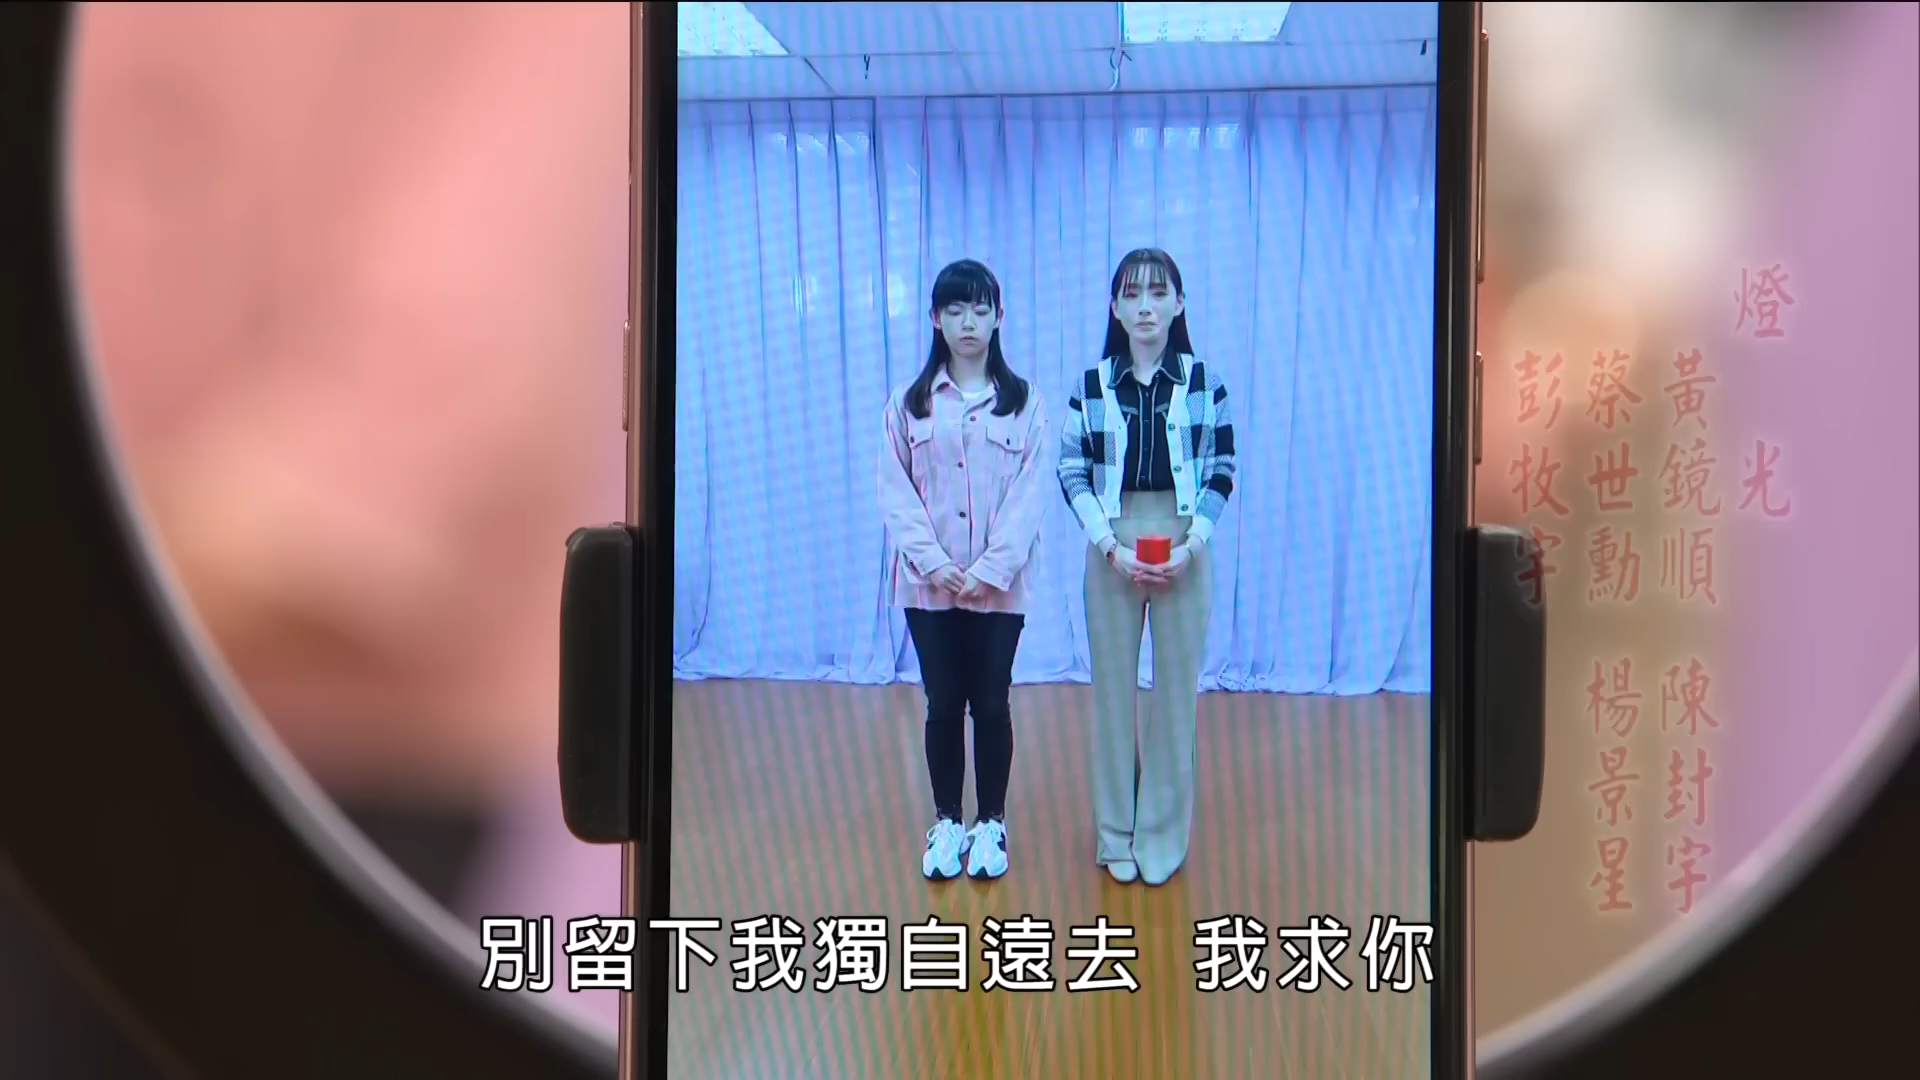 燈光
黃鏡順 陳封宇
蔡世勳 楊景星
彭牧宇
別留下我獨自遠去 我求你